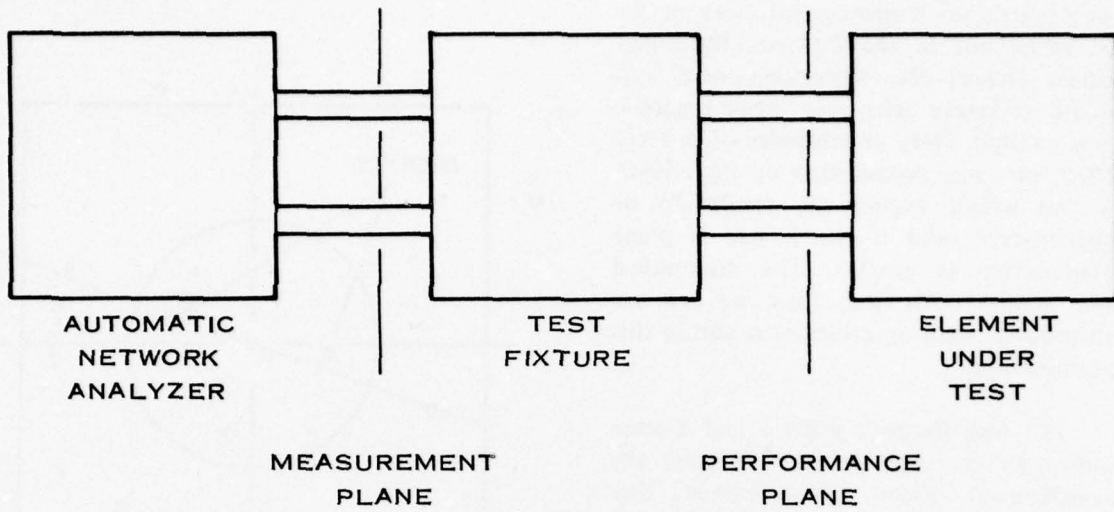 AUTOMATIC
NETWORK
ANALYZER
TEST
FIXTURE
ELEMENT
UNDER
TEST
MEASUREMENT
PLANE
PERFORMANCE
PLANE